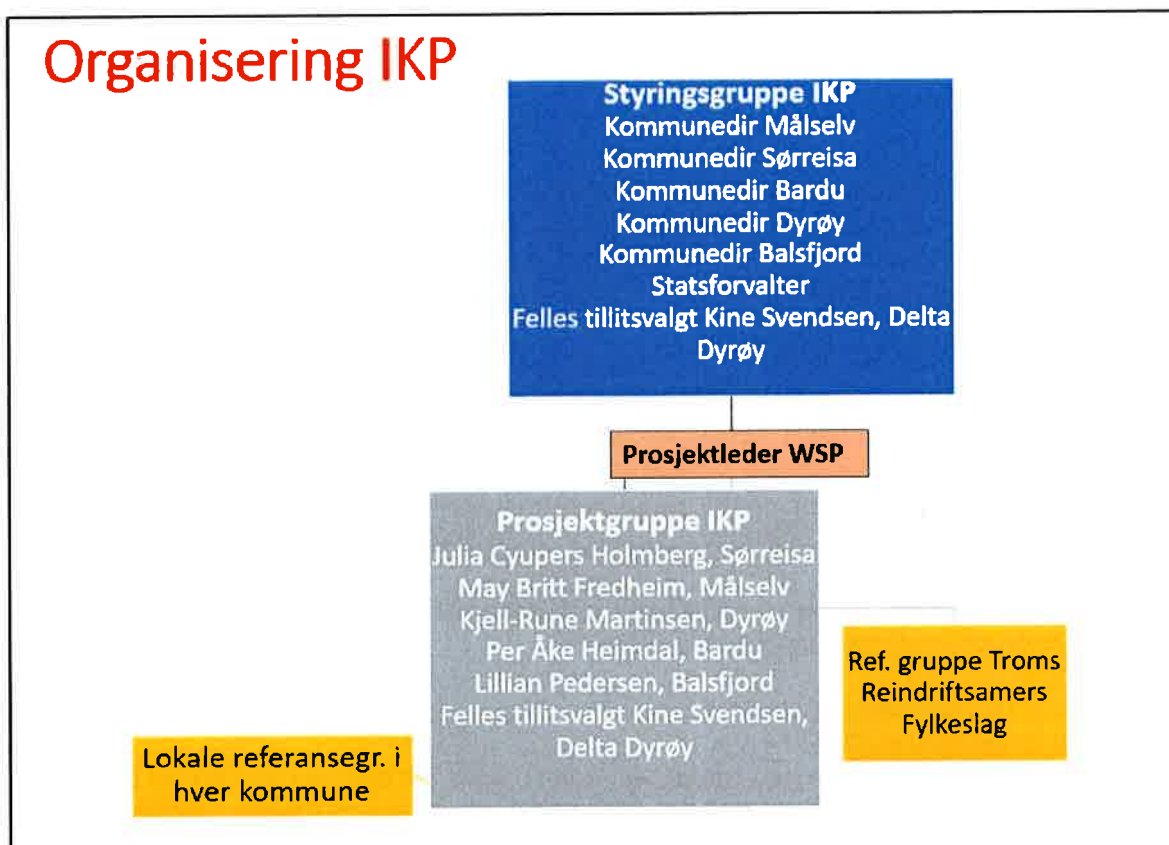 Organisering IKP
Styringsgruppe IKP
Kommunedir Målselv
Kommunedir Sørreisa
Kommunedir Bardu
Kommunedir Dyrøy
Kommunedir Balsfjord
Statsforvalter
Felles tillitsvalgt Kine Svendsen, Delta
Dyrøy
Prosjektleder WSP
Prosjektgruppe IKP
Julia Cyupers Holmberg, Sørreisa
May Britt Fredheim, Målselv
Kjell-Rune Martinsen, Dyrøy
Per Åke Heimdal, Bardu
Lillian Pedersen, Balsfjord
Felles tillitsvalgt Kine Svendsen,
Delta Dyrøy
Ref. gruppe Troms
Reindriftsamers
Fylkeslag
Lokale referansegr. i
hver kommune